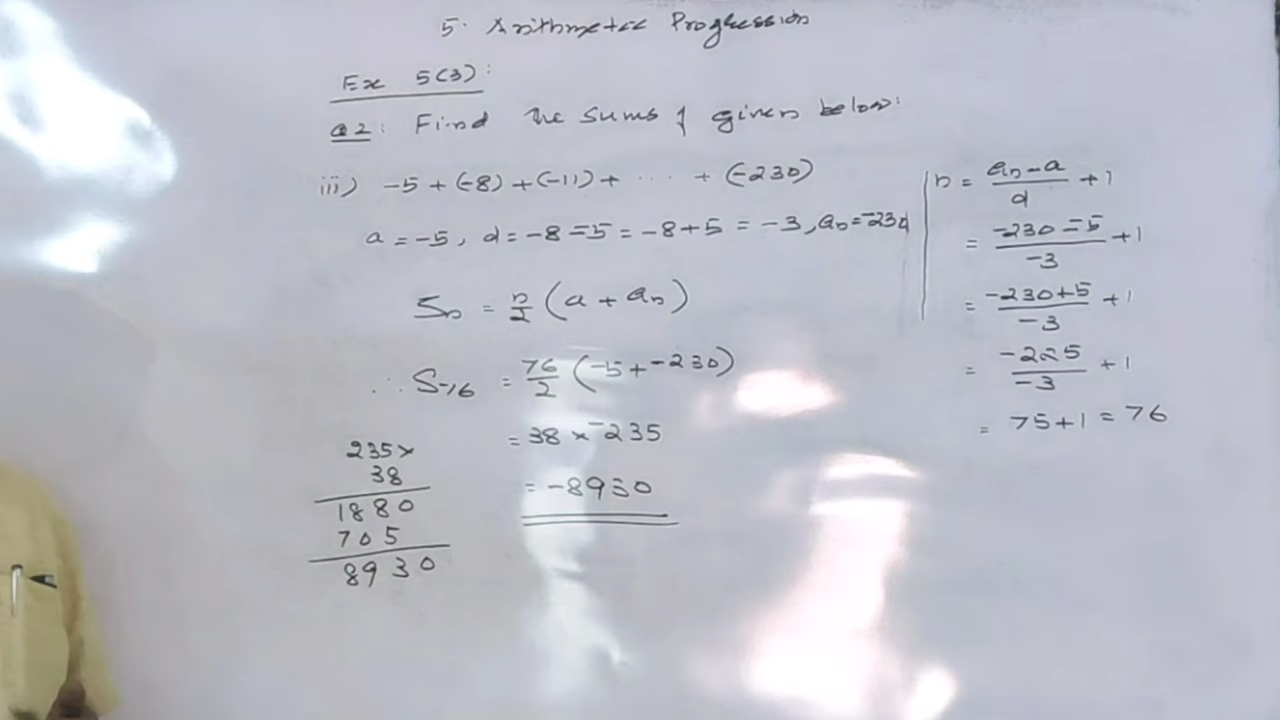 5. Arithmetic Progression
Ex 5(3):
Q2: Find the sums of given below:
iii) -5 + (-8) + (-11) + .... + (-230)
a = -5, d = -8 - -5 = -8+5 = -3, an = -230
Sn = n/2 (a + an)
∴ S76 = 76/2 (-5 + -230)
= 38 x -235
= -8930
235x
38
1880
705
8930
n = an - a / d + 1
= -230 - -5 / -3 + 1
= -230+5 / -3 + 1
= -225 / -3 + 1
= 75+1 = 76